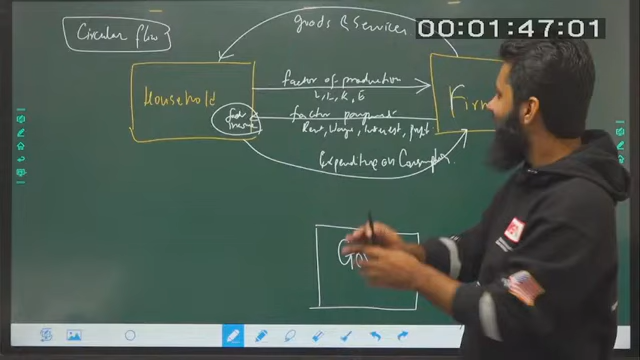 Circular flow
goods & Services
00:01:47:01
factor of production
Household
L, L, K, E
Firm
factor payment
Rent, Wages, Interest, profit
Expenditure on Consumption.